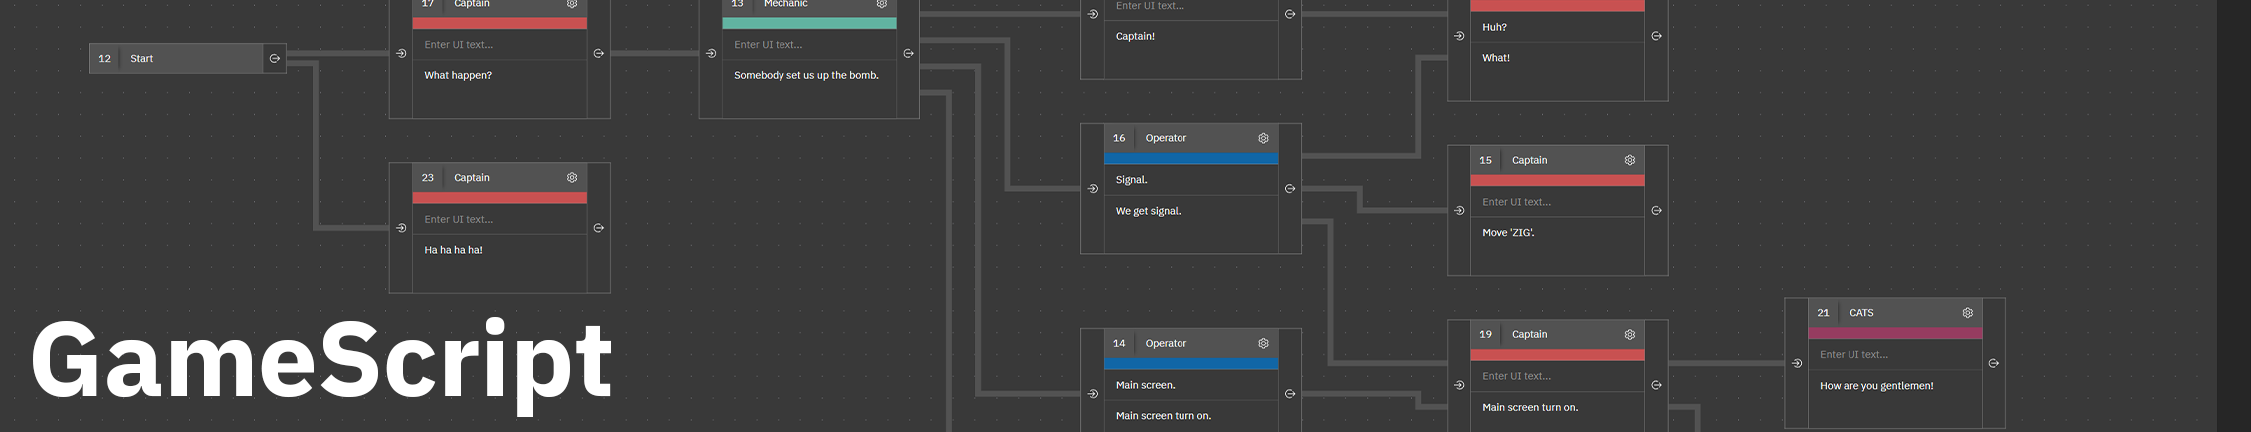 12 Start
17 Captain
Enter UI text...
What happen?
23 Captain
Enter UI text...
Ha ha ha ha!
13 Mechanic
Enter UI text...
Somebody set us up the bomb.
Enter UI text...
Captain!
16 Operator
Signal.
We get signal.
14 Operator
Main screen.
Main screen turn on.
Huh?
What!
15 Captain
Enter UI text...
Move 'ZIG'.
19 Captain
Enter UI text...
Main screen turn on.
21 CATS
Enter UI text...
How are you gentlemen!
GameScript